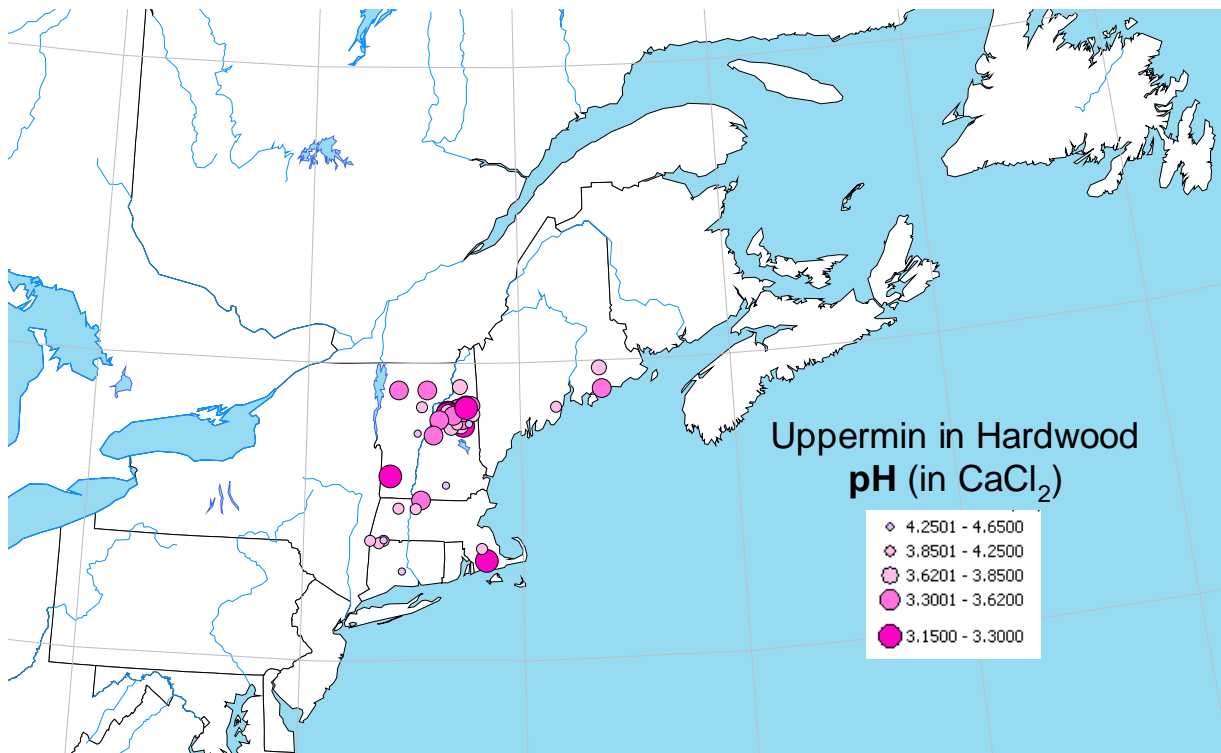 Uppermin in Hardwood
pH (in CaCl₂)
4.2501 - 4.6500
3.8501 - 4.2500
3.6201 - 3.8500
3.3001 - 3.6200
3.1500 - 3.3000